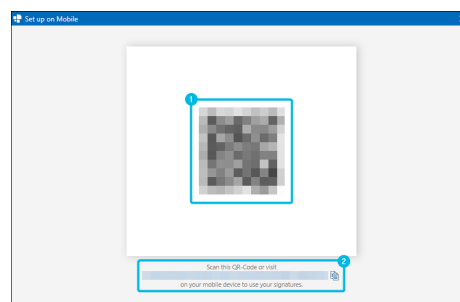 Set up on Mobile
1
2
Scan this QR-Code or visit
on your mobile device to use your signatures.